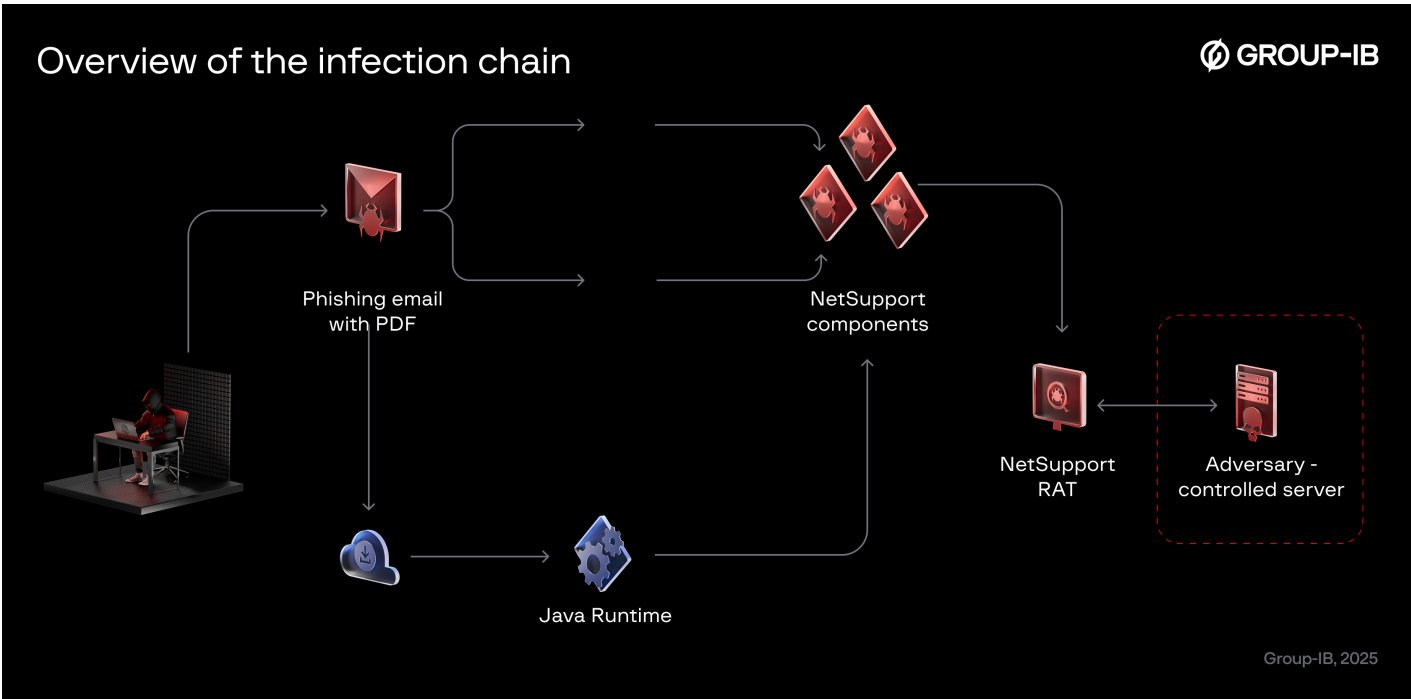 Overview of the infection chain
GROUP-IB
Phishing email
with PDF
NetSupport
components
NetSupport
RAT
Adversary -
controlled server
Java Runtime
Group-IB, 2025